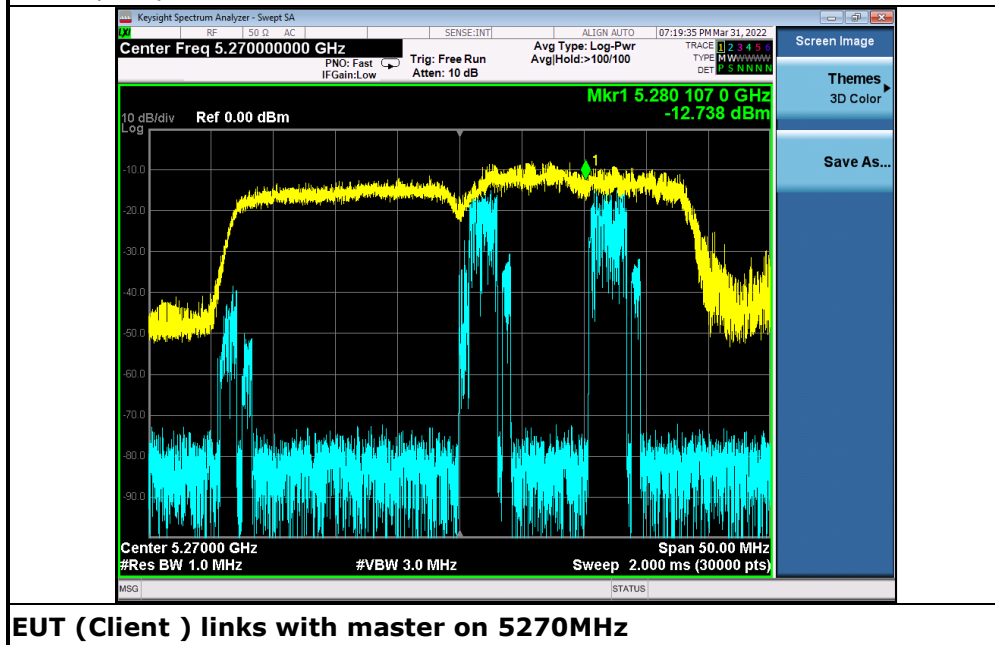 Keysight Spectrum Analyzer - Swept SA
LXI RF 50 Ω AC SENSE:INT ALIGN AUTO 07:19:35 PM Mar 31, 2022
Center Freq 5.270000000 GHz
PNO: Fast
IFGain:Low
Trig: Free Run
Atten: 10 dB
Avg Type: Log-Pwr
Avg|Hold:>100/100
TRACE 1 2 3 4 5 6
TYPE M W W W W W
DET P S N N N N
Screen Image
Themes
3D Color
Save As...
Mkr1 5.280 107 0 GHz
-12.738 dBm
10 dB/div Ref 0.00 dBm
Log
1
-10.0
-20.0
-30.0
-40.0
-50.0
-60.0
-70.0
-80.0
-90.0
Center 5.27000 GHz Span 50.00 MHz
#Res BW 1.0 MHz #VBW 3.0 MHz Sweep 2.000 ms (30000 pts)
MSG STATUS
EUT (Client ) links with master on 5270MHz